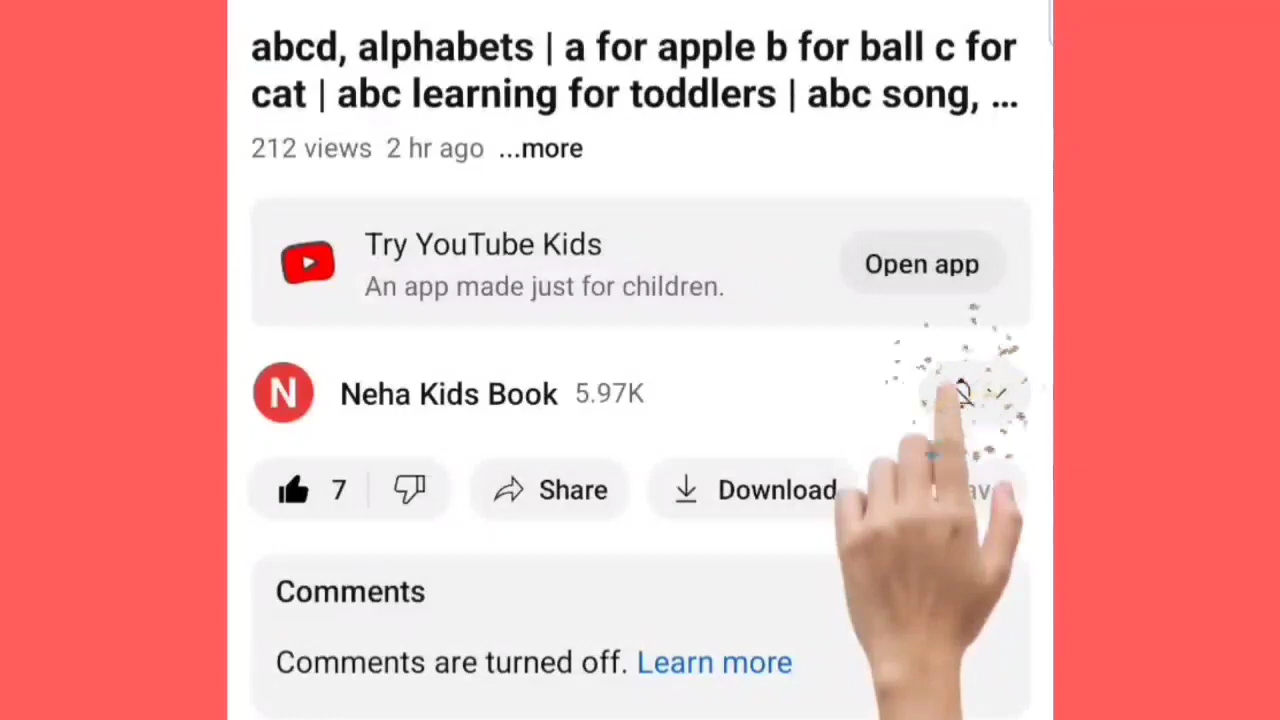 abcd, alphabets | a for apple b for ball c for
cat | abc learning for toddlers | abc song, ...
212 views 2 hr ago ...more
Try YouTube Kids
An app made just for children.
Open app
N Neha Kids Book 5.97K
7 Share Download
Comments
Comments are turned off. Learn more